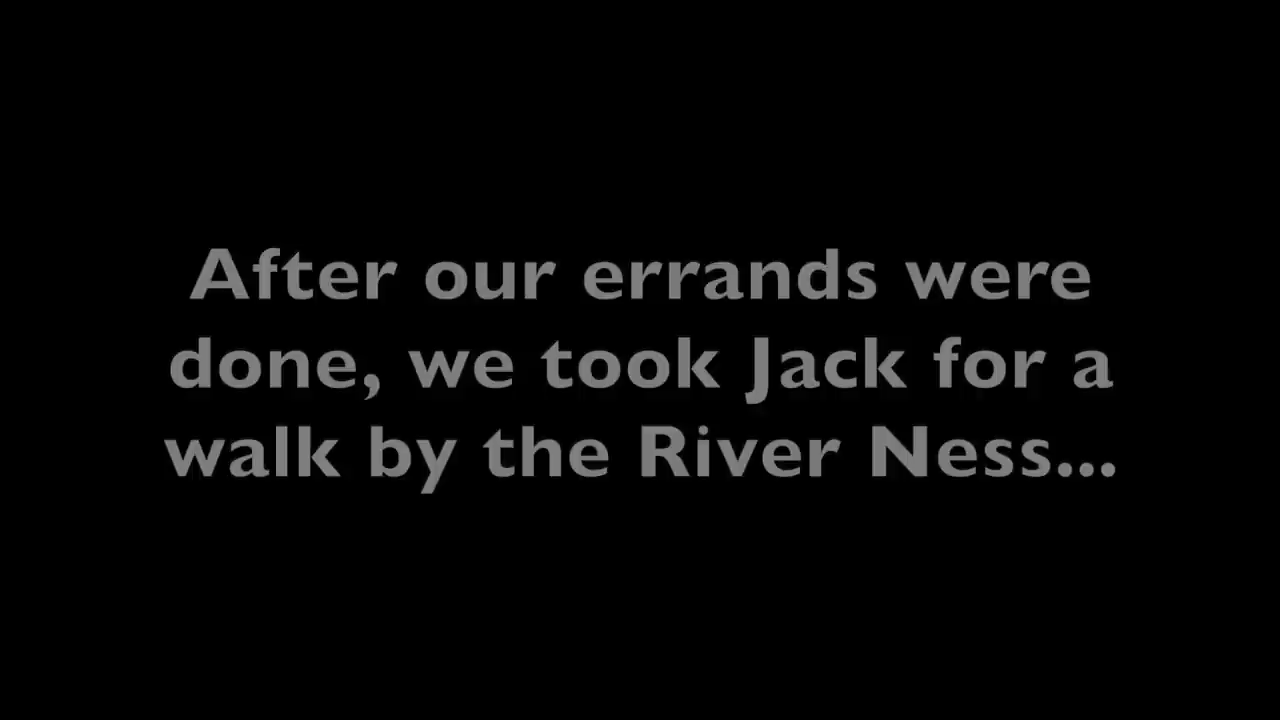 After our errands were
done, we took Jack for a
walk by the River Ness...